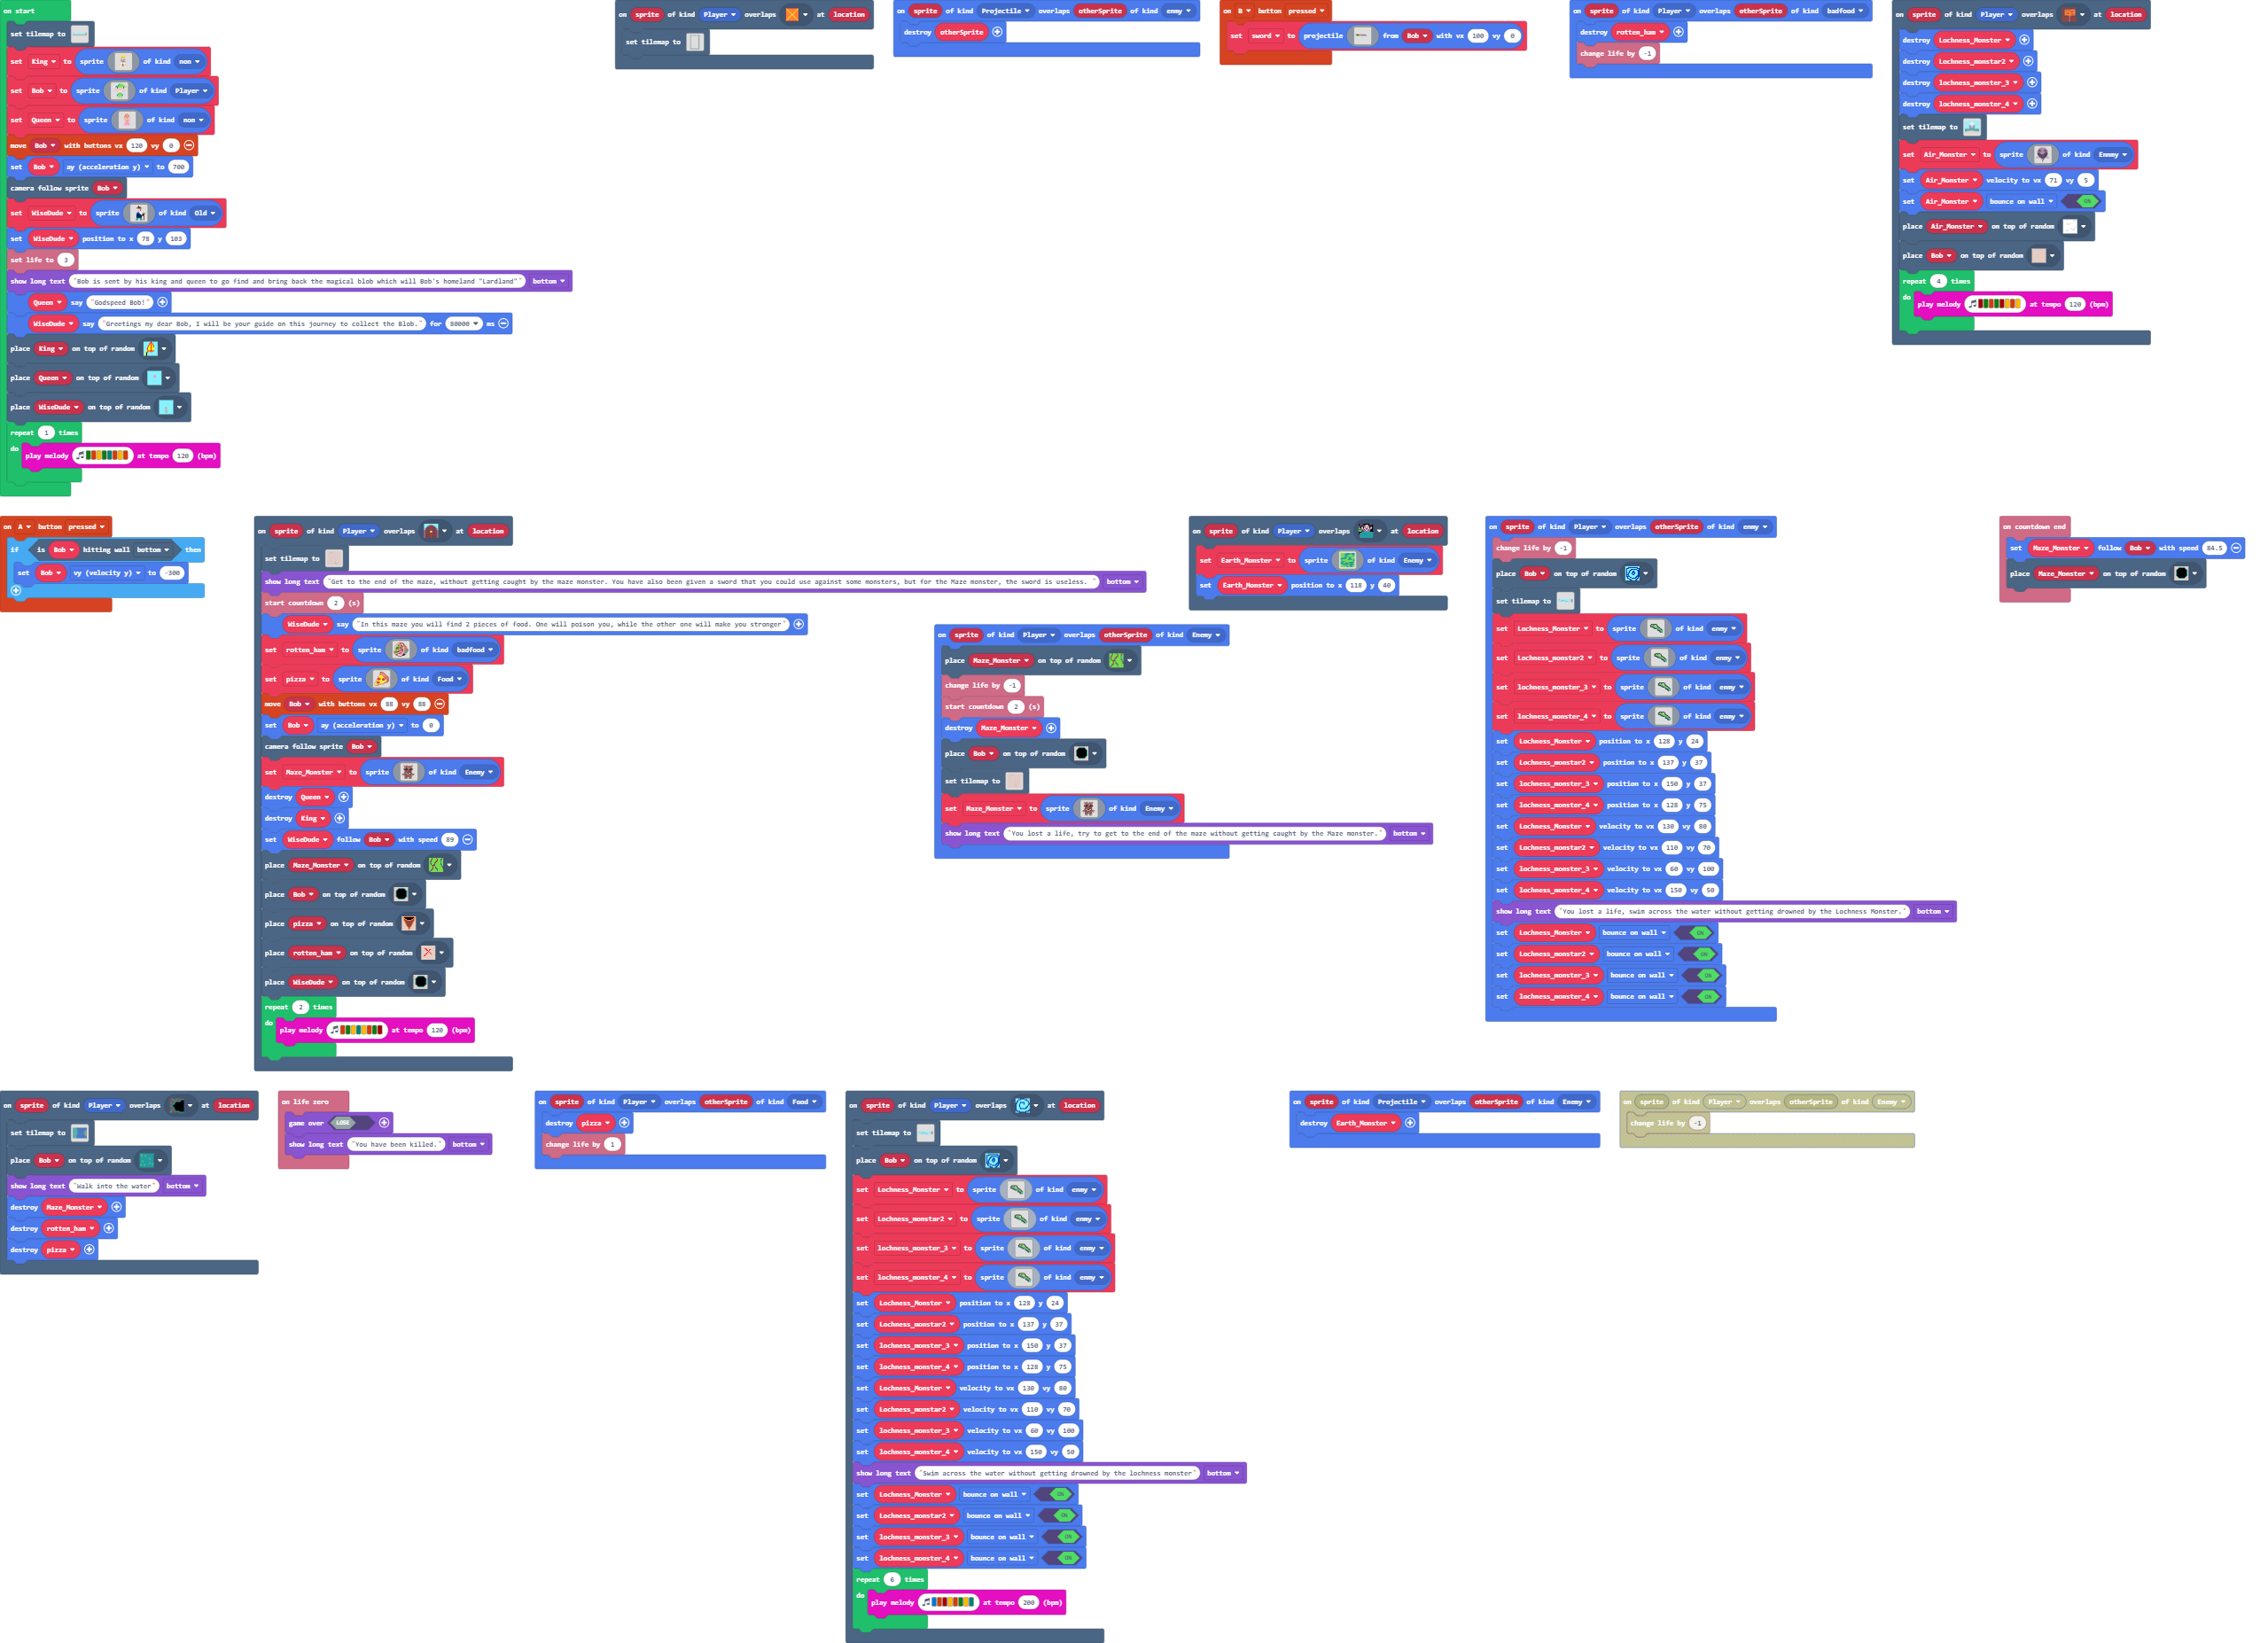 on start
set tilemap to
set King to sprite of kind mon
set Bob to sprite of kind Player
set Queen to sprite of kind mon
move Bob with buttons vx 120 vy 0
set Bob ay (acceleration y) to 700
camera follow sprite Bob
set WiseDude to sprite of kind Old
set WiseDude position to x 78 y 103
set life to 3
show long text "Bob is sent by his king and queen to go find and bring back the magical blob which will Bob's homeland "Lardland"" bottom
Queen say "Godspeed Bob!"
WiseDude say "Greetings my dear Bob, I will be your guide on this journey to collect the Blob." for 80000 ms
place King on top of random
place Queen on top of random
place WiseDude on top of random
repeat 1 times
do play melody at tempo 120 (bpm)
on sprite of kind Player overlaps at location
set tilemap to
on sprite of kind Projectile overlaps otherSprite of kind enmy
destroy otherSprite
on B button pressed
set sword to projectile from Bob with vx 100 vy 0
on sprite of kind Player overlaps otherSprite of kind badfood
destroy rotten_ham
change life by -1
on sprite of kind Player overlaps at location
destroy Lochness_Monster
destroy Lochness_monstar2
destroy lochness_monster_3
destroy lochness_monster_4
set tilemap to
set Air_Monster to sprite of kind Ennmy
set Air_Monster velocity to vx 71 vy 5
set Air_Monster bounce on wall ON
place Air_Monster on top of random
place Bob on top of random
repeat 4 times
do play melody at tempo 120 (bpm)
on A button pressed
if is Bob hitting wall bottom then
set Bob vy (velocity y) to -300
on sprite of kind Player overlaps at location
set tilemap to
show long text "Get to the end of the maze, without getting caught by the maze monster. You have also been given a sword that you could use against some monsters, but for the Maze monster, the sword is useless. " bottom
start countdown 2 (s)
WiseDude say "In this maze you will find 2 pieces of food. One will poison you, while the other one will make you stronger"
set rotten_ham to sprite of kind badfood
set pizza to sprite of kind Food
move Bob with buttons vx 88 vy 88
set Bob ay (acceleration y) to 0
camera follow sprite Bob
set Maze_Monster to sprite of kind Enemy
destroy Queen
destroy King
set WiseDude follow Bob with speed 89
place Maze_Monster on top of random
place Bob on top of random
place pizza on top of random
place rotten_ham on top of random
place WiseDude on top of random
repeat 2 times
do play melody at tempo 120 (bpm)
on sprite of kind Player overlaps otherSprite of kind Enemy
place Maze_Monster on top of random
change life by -1
start countdown 2 (s)
destroy Maze_Monster
place Bob on top of random
set tilemap to
set Maze_Monster to sprite of kind Enemy
show long text "You lost a life, try to get to the end of the maze without getting caught by the Maze monster." bottom
on sprite of kind Player overlaps at location
set Earth_Monster to sprite of kind Enemy
set Earth_Monster position to x 118 y 40
on sprite of kind Player overlaps otherSprite of kind enmy
change life by -1
place Bob on top of random
set tilemap to
set Lochness_Monster to sprite of kind enmy
set Lochness_monstar2 to sprite of kind enmy
set lochness_monster_3 to sprite of kind enmy
set lochness_monster_4 to sprite of kind enmy
set Lochness_Monster position to x 128 y 24
set Lochness_monstar2 position to x 137 y 37
set lochness_monster_3 position to x 150 y 37
set lochness_monster_4 position to x 128 y 75
set Lochness_Monster velocity to vx 130 vy 80
set Lochness_monstar2 velocity to vx 110 vy 70
set lochness_monster_3 velocity to vx 60 vy 100
set lochness_monster_4 velocity to vx 150 vy 50
show long text "You lost a life, swim across the water without getting drowned by the Lochness Monster." bottom
set Lochness_Monster bounce on wall ON
set Lochness_monstar2 bounce on wall ON
set lochness_monster_3 bounce on wall ON
set lochness_monster_4 bounce on wall ON
on countdown end
set Maze_Monster follow Bob with speed 84.5
place Maze_Monster on top of random
on sprite of kind Player overlaps at location
set tilemap to
place Bob on top of random
show long text "Walk into the water" bottom
destroy Maze_Monster
destroy rotten_ham
destroy pizza
on life zero
game over LOSE
show long text "You have been killed." bottom
on sprite of kind Player overlaps otherSprite of kind Food
destroy pizza
change life by 1
on sprite of kind Player overlaps at location
set tilemap to
place Bob on top of random
set Lochness_Monster to sprite of kind enmy
set Lochness_monstar2 to sprite of kind enmy
set lochness_monster_3 to sprite of kind enmy
set lochness_monster_4 to sprite of kind enmy
set Lochness_Monster position to x 128 y 24
set Lochness_monstar2 position to x 137 y 37
set lochness_monster_3 position to x 150 y 37
set lochness_monster_4 position to x 128 y 75
set Lochness_Monster velocity to vx 130 vy 80
set Lochness_monstar2 velocity to vx 110 vy 70
set lochness_monster_3 velocity to vx 60 vy 100
set lochness_monster_4 velocity to vx 150 vy 50
show long text "Swim across the water without getting drowned by the lochness monster" bottom
set Lochness_Monster bounce on wall ON
set Lochness_monstar2 bounce on wall ON
set lochness_monster_3 bounce on wall ON
set lochness_monster_4 bounce on wall ON
repeat 6 times
do play melody at tempo 200 (bpm)
on sprite of kind Projectile overlaps otherSprite of kind Enemy
destroy Earth_Monster
on sprite of kind Player overlaps otherSprite of kind Enemy
change life by -1